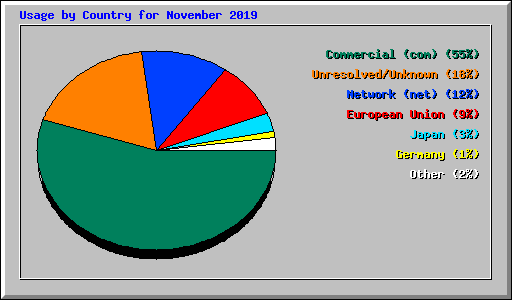 Usage by Country for November 2019
Commercial (com) (55%)
Unresolved/Unknown (18%)
Network (net) (12%)
European Union (9%)
Japan (3%)
Germany (1%)
Other (2%)